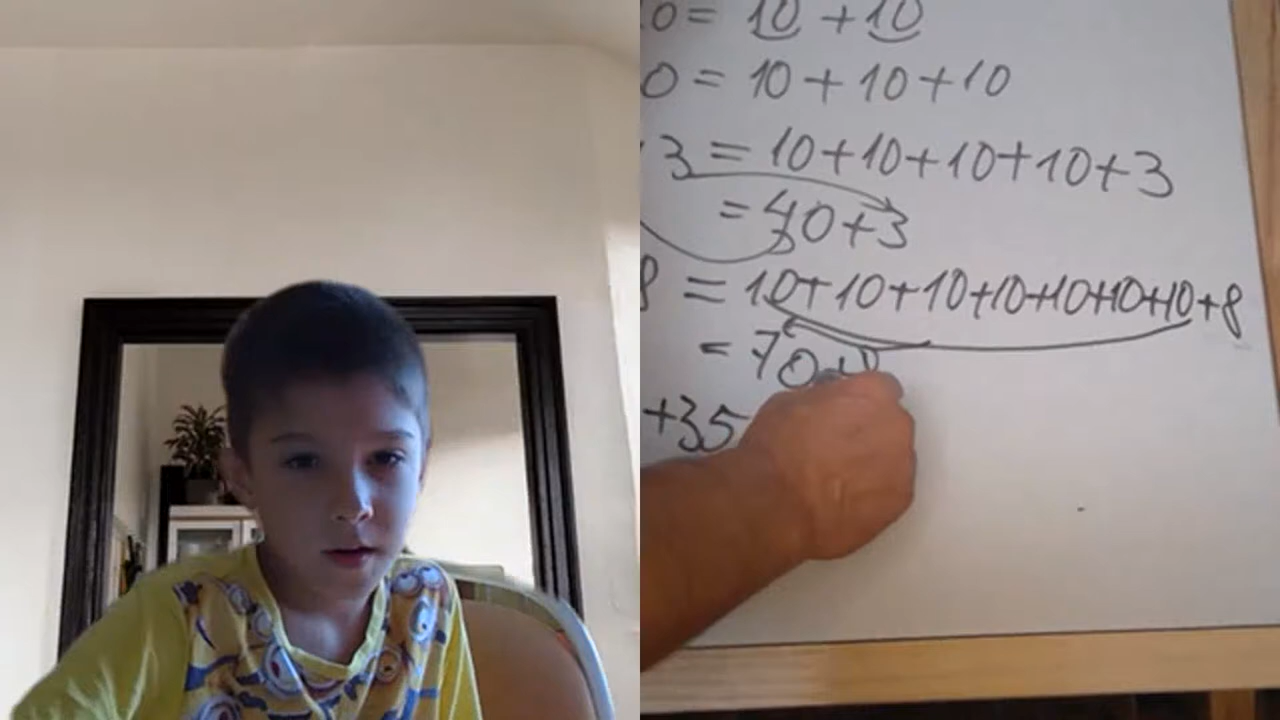 0 = 10 + 10
0 = 10 + 10 + 10
3 = 10 + 10 + 10 + 10 + 3
= 40 + 3
8 = 10 + 10 + 10 + 10 + 10 + 10 + 10 + 8
= 70 +
+ 35